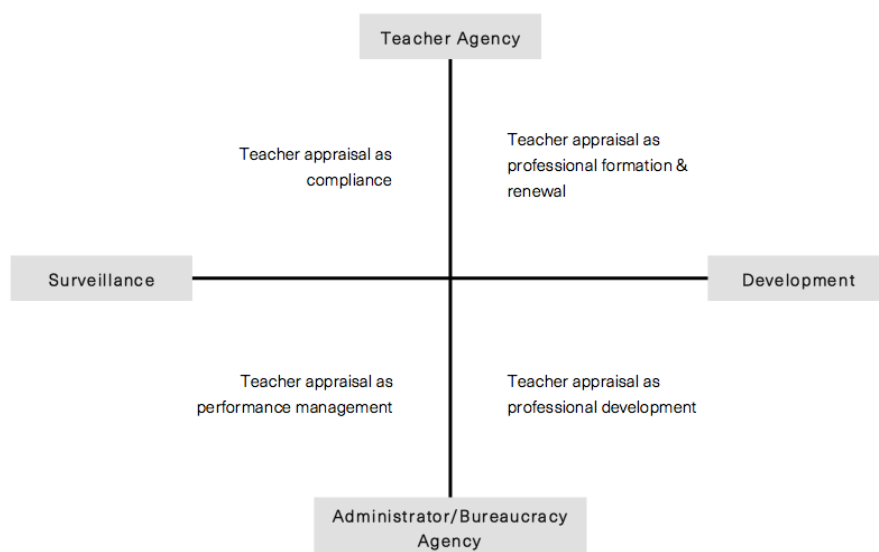 Teacher Agency
Teacher appraisal as
compliance
Teacher appraisal as
professional formation &
renewal
Surveillance
Development
Teacher appraisal as
performance management
Teacher appraisal as
professional development
Administrator/Bureaucracy
Agency